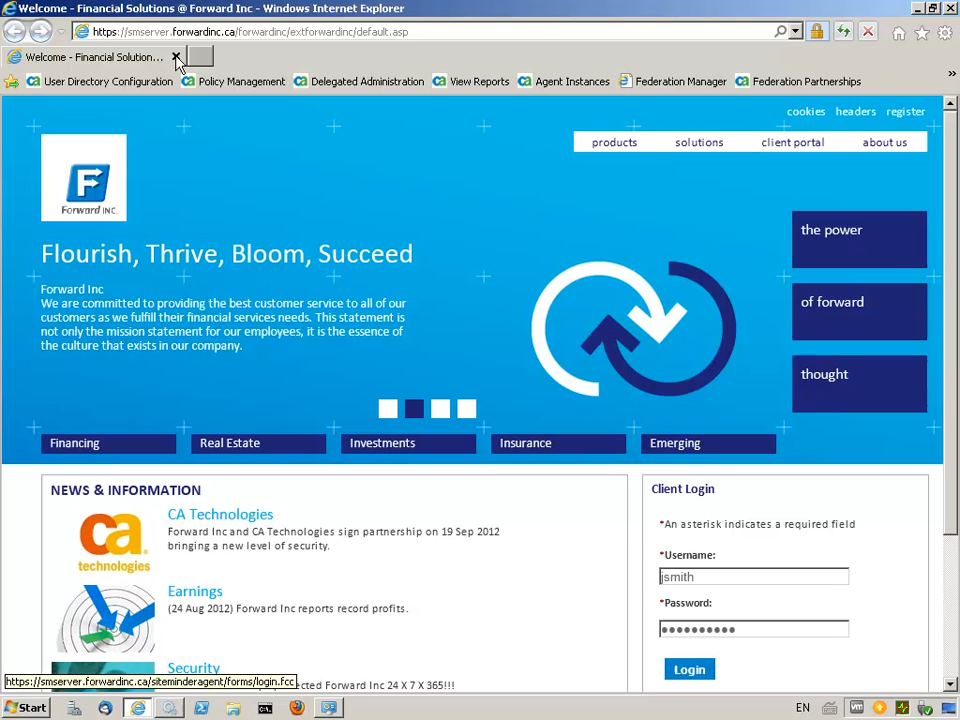 Welcome - Financial Solutions @ Forward Inc - Windows Internet Explorer
https://smserver.forwardinc.ca/forwardinc/extforwardinc/default.asp
Welcome - Financial Solution...
User Directory Configuration Policy Management Delegated Administration View Reports Agent Instances Federation Manager Federation Partnerships
cookies headers register
products solutions client portal about us
Forward INC.
the power
Flourish, Thrive, Bloom, Succeed
Forward Inc
We are committed to providing the best customer service to all of our
customers as we fulfill their financial services needs. This statement is
not only the mission statement for our employees, it is the essence of
the culture that exists in our company.
of forward
thought
Financing Real Estate Investments Insurance Emerging
NEWS & INFORMATION
CA Technologies
Forward Inc and CA Technologies sign partnership on 19 Sep 2012
bringing a new level of security.
ca
technologies
Earnings
(24 Aug 2012) Forward Inc reports record profits.
Security
ected Forward Inc 24 X 7 X 365!!!
Client Login
*An asterisk indicates a required field
*Username:
jsmith
*Password:
Login
https://smserver.forwardinc.ca/siteminderagent/forms/login.fcc
Start
EN
vm